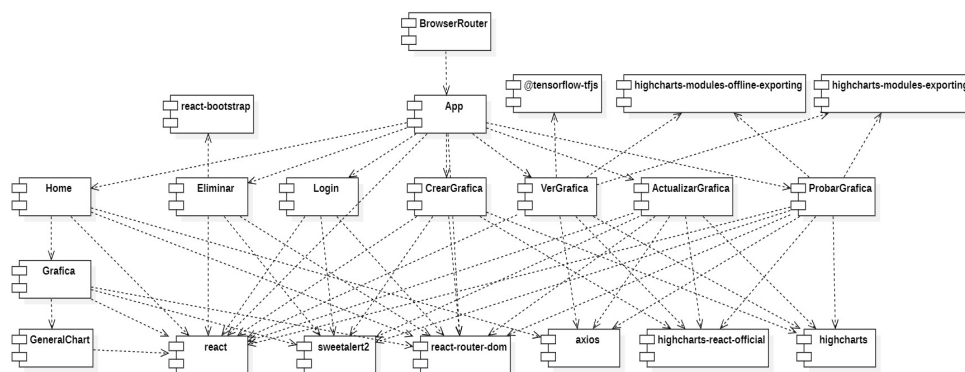 BrowserRouter
@tensorflow-tfjs
highcharts-modules-offline-exporting
highcharts-modules-exporting
react-bootstrap
App
Home
Eliminar
Login
CrearGrafica
VerGrafica
ActualizarGrafica
ProbarGrafica
Grafica
GeneralChart
react
sweetalert2
react-router-dom
axios
highcharts-react-official
highcharts